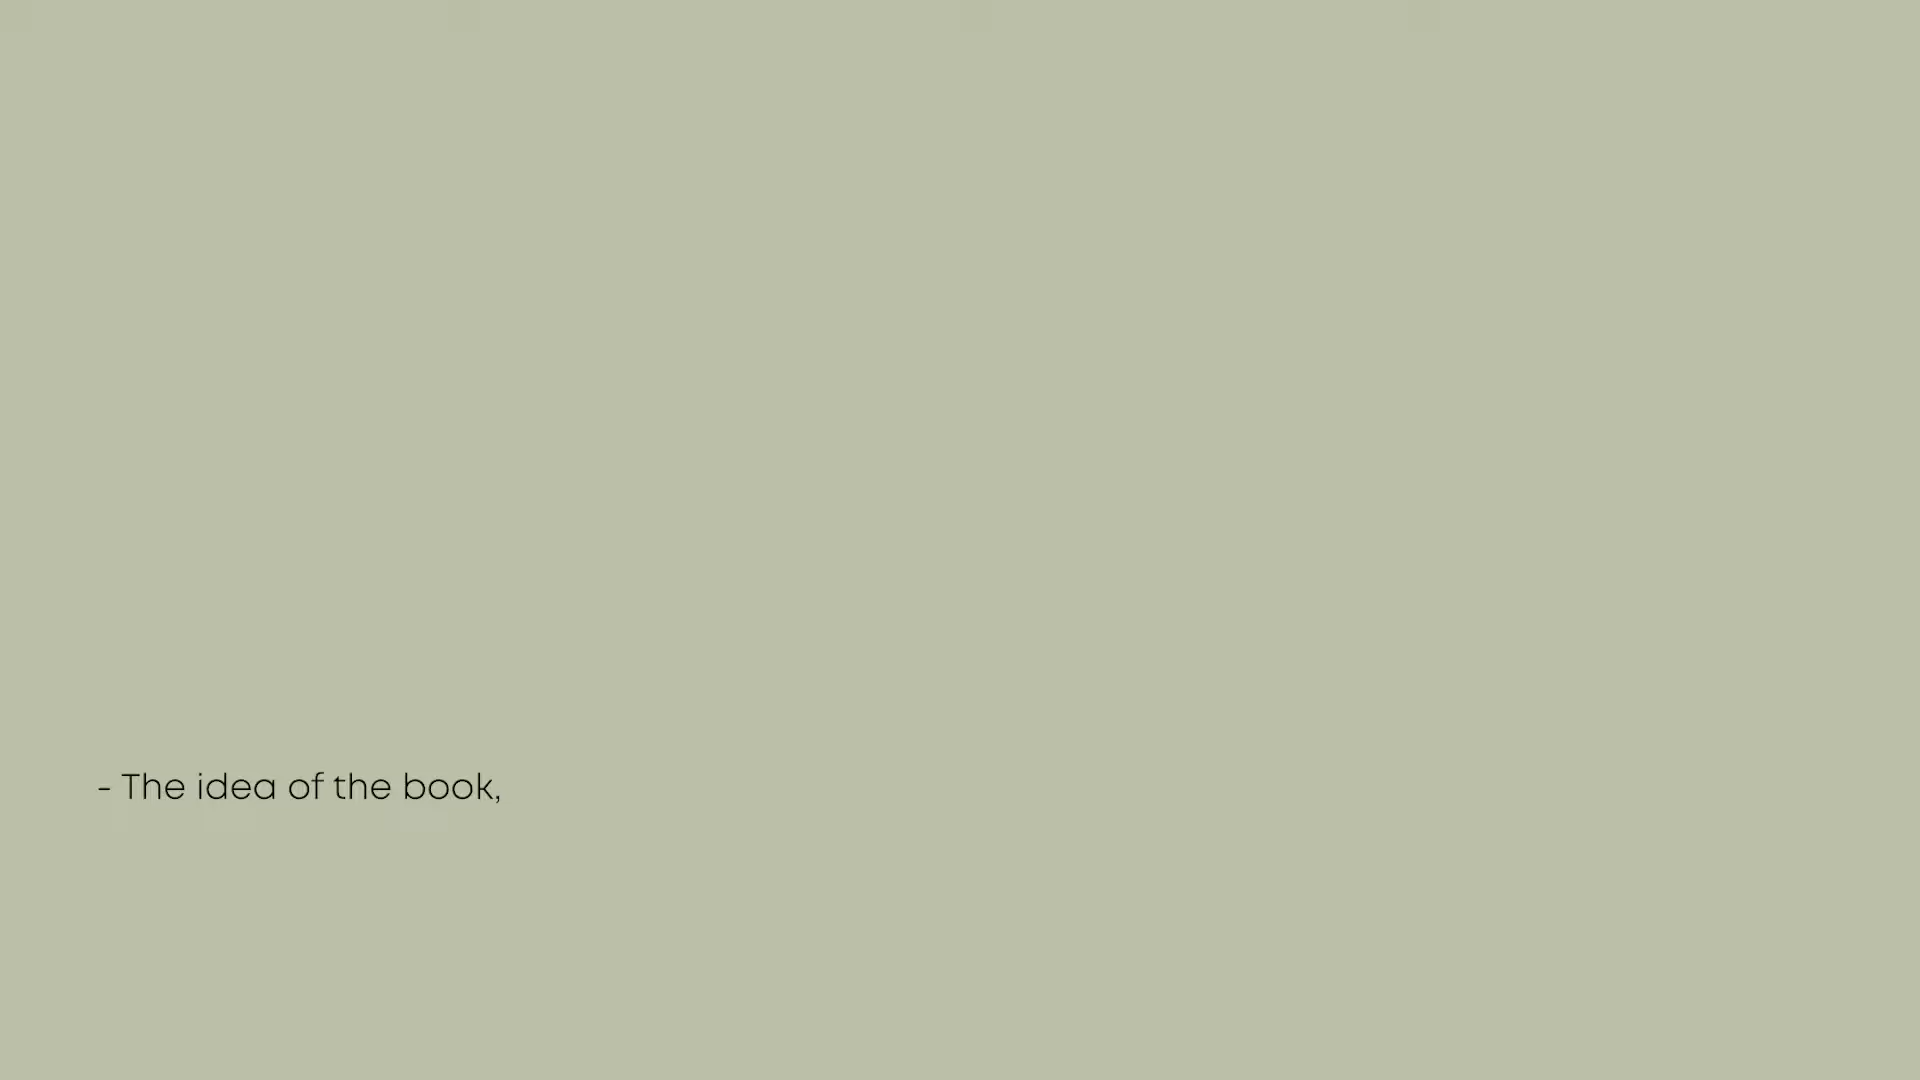 - The idea of the book,